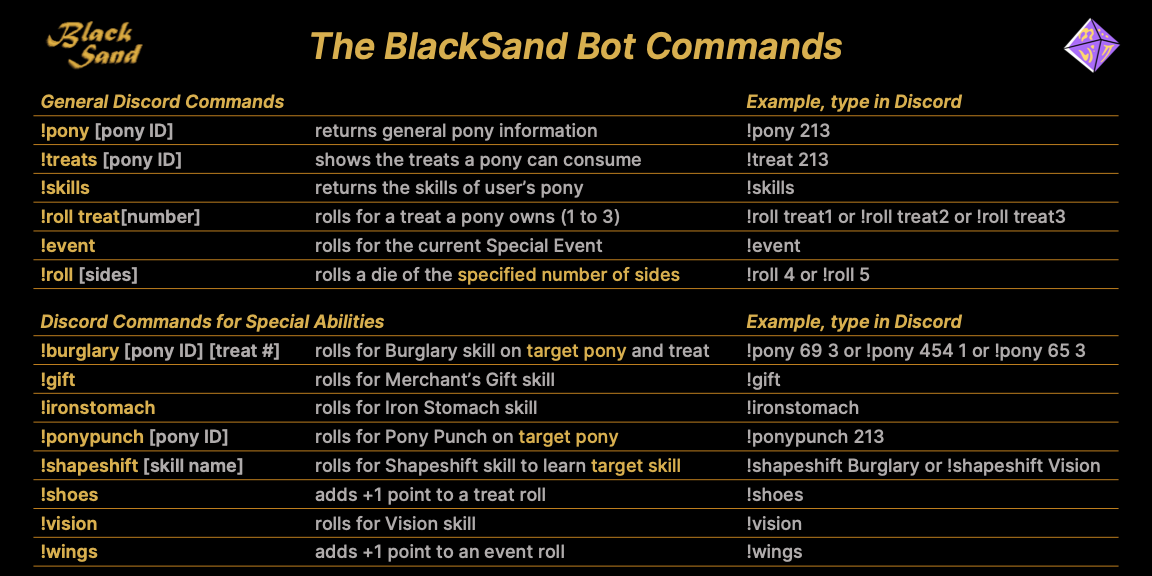 Black Sand
The BlackSand Bot Commands
General Discord Commands Example, type in Discord
!pony [pony ID] returns general pony information !pony 213
!treats [pony ID] shows the treats a pony can consume !treat 213
!skills returns the skills of user’s pony !skills
!roll treat[number] rolls for a treat a pony owns (1 to 3) !roll treat1 or !roll treat2 or !roll treat3
!event rolls for the current Special Event !event
!roll [sides] rolls a die of the specified number of sides !roll 4 or !roll 5
Discord Commands for Special Abilities Example, type in Discord
!burglary [pony ID] [treat #] rolls for Burglary skill on target pony and treat !pony 69 3 or !pony 454 1 or !pony 65 3
!gift rolls for Merchant’s Gift skill !gift
!ironstomach rolls for Iron Stomach skill !ironstomach
!ponypunch [pony ID] rolls for Pony Punch on target pony !ponypunch 213
!shapeshift [skill name] rolls for Shapeshift skill to learn target skill !shapeshift Burglary or !shapeshift Vision
!shoes adds +1 point to a treat roll !shoes
!vision rolls for Vision skill !vision
!wings adds +1 point to an event roll !wings